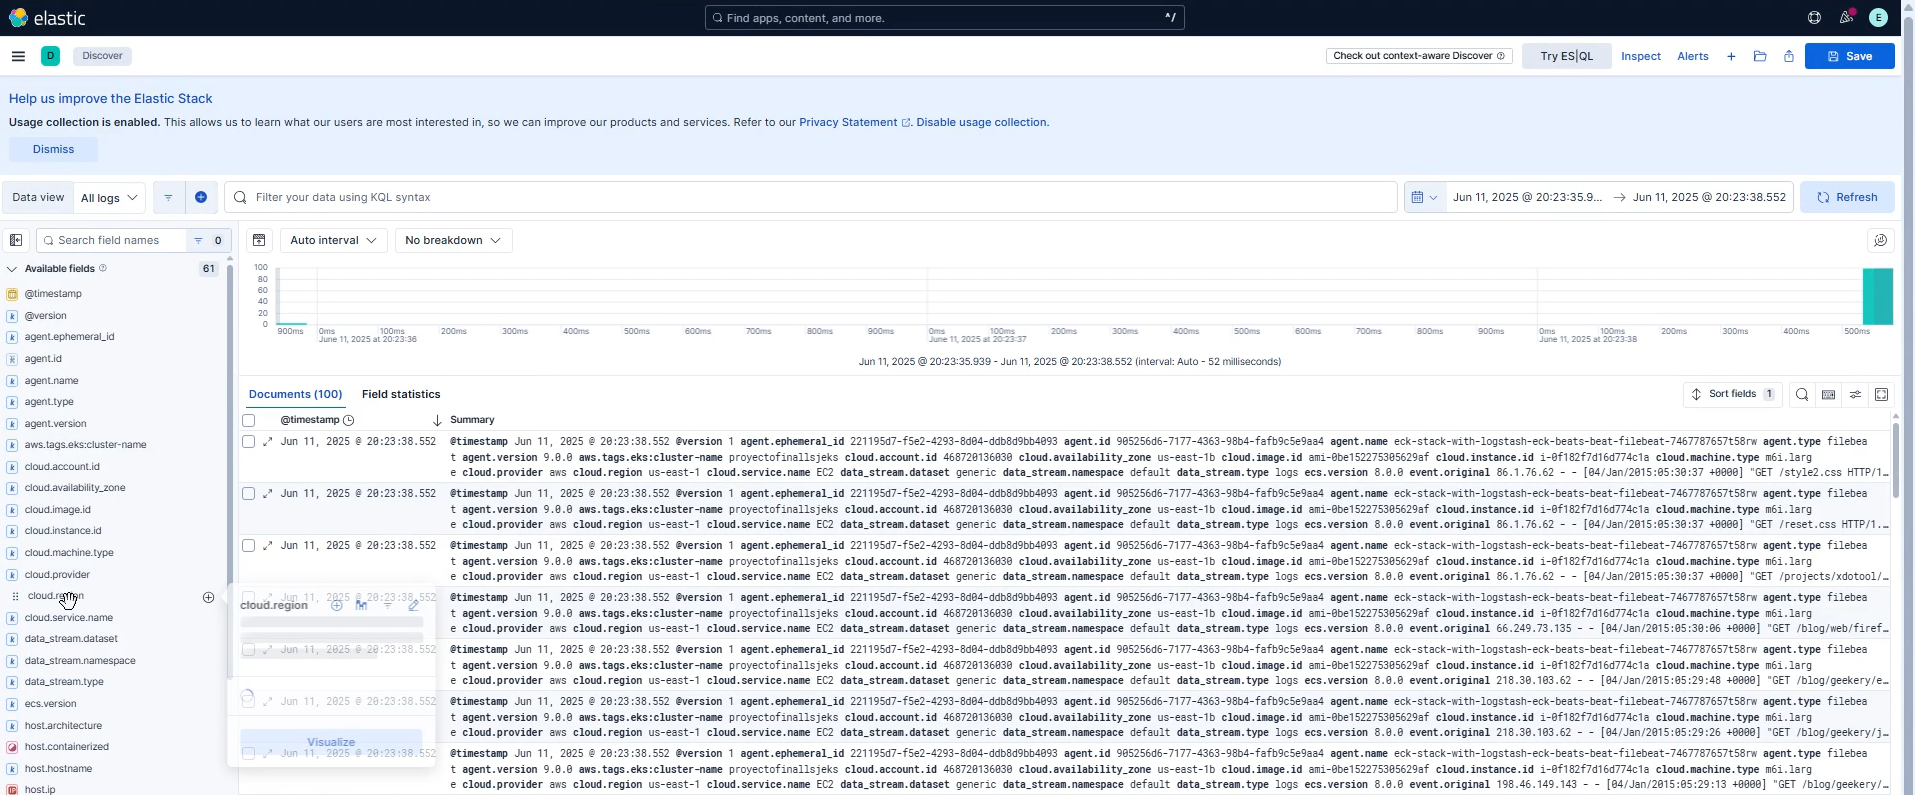 elastic
Find apps, content, and more. ^/
E
D Discover Check out context-aware Discover Try ES|QL Inspect Alerts + Save
Help us improve the Elastic Stack
Usage collection is enabled. This allows us to learn what our users are most interested in, so we can improve our products and services. Refer to our Privacy Statement. Disable usage collection.
Dismiss
Data view All logs Filter your data using KQL syntax Jun 11, 2025 @ 20:23:35.9... → Jun 11, 2025 @ 20:23:38.552 Refresh
Search field names 0 Auto interval No breakdown
Available fields 61
@timestamp
@version
agent.ephemeral_id
agent.id
agent.name
agent.type
agent.version
aws.tags.eks:cluster-name
cloud.account.id
cloud.availability_zone
cloud.image.id
cloud.instance.id
cloud.machine.type
cloud.provider
cloud.region
cloud.service.name
data_stream.dataset
data_stream.namespace
data_stream.type
ecs.version
host.architecture
host.containerized
host.hostname
host.ip
cloud.region
Visualize
100
80
60
40
20
0
900ms 0ms 100ms 200ms 300ms 400ms 500ms 600ms 700ms 800ms 900ms 0ms 100ms 200ms 300ms 400ms 500ms 600ms 700ms 800ms 900ms 0ms 100ms 200ms 300ms 400ms 500ms
June 11, 2025 at 20:23:36 June 11, 2025 at 20:23:37 June 11, 2025 at 20:23:38
Jun 11, 2025 @ 20:23:35.939 - Jun 11, 2025 @ 20:23:38.552 (interval: Auto - 52 milliseconds)
Documents (100) Field statistics Sort fields 1
@timestamp Summary
Jun 11, 2025 @ 20:23:38.552 @timestamp Jun 11, 2025 @ 20:23:38.552 @version 1 agent.ephemeral_id 221195d7-f5e2-4293-8d04-ddb8d9bb4093 agent.id 905256d6-7177-4363-98b4-fafb9c5e9aa4 agent.name eck-stack-with-logstash-eck-beats-beat-filebeat-7467787657t58rw agent.type filebea
t agent.version 9.0.0 aws.tags.eks:cluster-name proyectofinallsjeks cloud.account.id 468720136030 cloud.availability_zone us-east-1b cloud.image.id ami-0be152275305629af cloud.instance.id i-0f182f7d16d774c1a cloud.machine.type m6i.larg
e cloud.provider aws cloud.region us-east-1 cloud.service.name EC2 data_stream.dataset generic data_stream.namespace default data_stream.type logs ecs.version 8.0.0 event.original 86.1.76.62 - - [04/Jan/2015:05:30:37 +0000] "GET /style2.css HTTP/1...
Jun 11, 2025 @ 20:23:38.552 @timestamp Jun 11, 2025 @ 20:23:38.552 @version 1 agent.ephemeral_id 221195d7-f5e2-4293-8d04-ddb8d9bb4093 agent.id 905256d6-7177-4363-98b4-fafb9c5e9aa4 agent.name eck-stack-with-logstash-eck-beats-beat-filebeat-7467787657t58rw agent.type filebea
t agent.version 9.0.0 aws.tags.eks:cluster-name proyectofinallsjeks cloud.account.id 468720136030 cloud.availability_zone us-east-1b cloud.image.id ami-0be152275305629af cloud.instance.id i-0f182f7d16d774c1a cloud.machine.type m6i.larg
e cloud.provider aws cloud.region us-east-1 cloud.service.name EC2 data_stream.dataset generic data_stream.namespace default data_stream.type logs ecs.version 8.0.0 event.original 86.1.76.62 - - [04/Jan/2015:05:30:37 +0000] "GET /reset.css HTTP/1...
Jun 11, 2025 @ 20:23:38.552 @timestamp Jun 11, 2025 @ 20:23:38.552 @version 1 agent.ephemeral_id 221195d7-f5e2-4293-8d04-ddb8d9bb4093 agent.id 905256d6-7177-4363-98b4-fafb9c5e9aa4 agent.name eck-stack-with-logstash-eck-beats-beat-filebeat-7467787657t58rw agent.type filebea
t agent.version 9.0.0 aws.tags.eks:cluster-name proyectofinallsjeks cloud.account.id 468720136030 cloud.availability_zone us-east-1b cloud.image.id ami-0be152275305629af cloud.instance.id i-0f182f7d16d774c1a cloud.machine.type m6i.larg
e cloud.provider aws cloud.region us-east-1 cloud.service.name EC2 data_stream.dataset generic data_stream.namespace default data_stream.type logs ecs.version 8.0.0 event.original 86.1.76.62 - - [04/Jan/2015:05:30:37 +0000] "GET /projects/xdotool/...
Jun 11, 2025 @ 20:23:38.552 @timestamp Jun 11, 2025 @ 20:23:38.552 @version 1 agent.ephemeral_id 221195d7-f5e2-4293-8d04-ddb8d9bb4093 agent.id 905256d6-7177-4363-98b4-fafb9c5e9aa4 agent.name eck-stack-with-logstash-eck-beats-beat-filebeat-7467787657t58rw agent.type filebea
t agent.version 9.0.0 aws.tags.eks:cluster-name proyectofinallsjeks cloud.account.id 468720136030 cloud.availability_zone us-east-1b cloud.image.id ami-0be152275305629af cloud.instance.id i-0f182f7d16d774c1a cloud.machine.type m6i.larg
e cloud.provider aws cloud.region us-east-1 cloud.service.name EC2 data_stream.dataset generic data_stream.namespace default data_stream.type logs ecs.version 8.0.0 event.original 66.249.73.135 - - [04/Jan/2015:05:30:06 +0000] "GET /blog/web/firef...
Jun 11, 2025 @ 20:23:38.552 @timestamp Jun 11, 2025 @ 20:23:38.552 @version 1 agent.ephemeral_id 221195d7-f5e2-4293-8d04-ddb8d9bb4093 agent.id 905256d6-7177-4363-98b4-fafb9c5e9aa4 agent.name eck-stack-with-logstash-eck-beats-beat-filebeat-7467787657t58rw agent.type filebea
t agent.version 9.0.0 aws.tags.eks:cluster-name proyectofinallsjeks cloud.account.id 468720136030 cloud.availability_zone us-east-1b cloud.image.id ami-0be152275305629af cloud.instance.id i-0f182f7d16d774c1a cloud.machine.type m6i.larg
e cloud.provider aws cloud.region us-east-1 cloud.service.name EC2 data_stream.dataset generic data_stream.namespace default data_stream.type logs ecs.version 8.0.0 event.original 218.30.103.62 - - [04/Jan/2015:05:29:48 +0000] "GET /blog/geekery/e...
Jun 11, 2025 @ 20:23:38.552 @timestamp Jun 11, 2025 @ 20:23:38.552 @version 1 agent.ephemeral_id 221195d7-f5e2-4293-8d04-ddb8d9bb4093 agent.id 905256d6-7177-4363-98b4-fafb9c5e9aa4 agent.name eck-stack-with-logstash-eck-beats-beat-filebeat-7467787657t58rw agent.type filebea
t agent.version 9.0.0 aws.tags.eks:cluster-name proyectofinallsjeks cloud.account.id 468720136030 cloud.availability_zone us-east-1b cloud.image.id ami-0be152275305629af cloud.instance.id i-0f182f7d16d774c1a cloud.machine.type m6i.larg
e cloud.provider aws cloud.region us-east-1 cloud.service.name EC2 data_stream.dataset generic data_stream.namespace default data_stream.type logs ecs.version 8.0.0 event.original 218.30.103.62 - - [04/Jan/2015:05:29:26 +0000] "GET /blog/geekery/j...
Jun 11, 2025 @ 20:23:38.552 @timestamp Jun 11, 2025 @ 20:23:38.552 @version 1 agent.ephemeral_id 221195d7-f5e2-4293-8d04-ddb8d9bb4093 agent.id 905256d6-7177-4363-98b4-fafb9c5e9aa4 agent.name eck-stack-with-logstash-eck-beats-beat-filebeat-7467787657t58rw agent.type filebea
t agent.version 9.0.0 aws.tags.eks:cluster-name proyectofinallsjeks cloud.account.id 468720136030 cloud.availability_zone us-east-1b cloud.image.id ami-0be152275305629af cloud.instance.id i-0f182f7d16d774c1a cloud.machine.type m6i.larg
e cloud.provider aws cloud.region us-east-1 cloud.service.name EC2 data_stream.dataset generic data_stream.namespace default data_stream.type logs ecs.version 8.0.0 event.original 198.46.149.143 - - [04/Jan/2015:05:29:13 +0000] "GET /blog/geekery/...